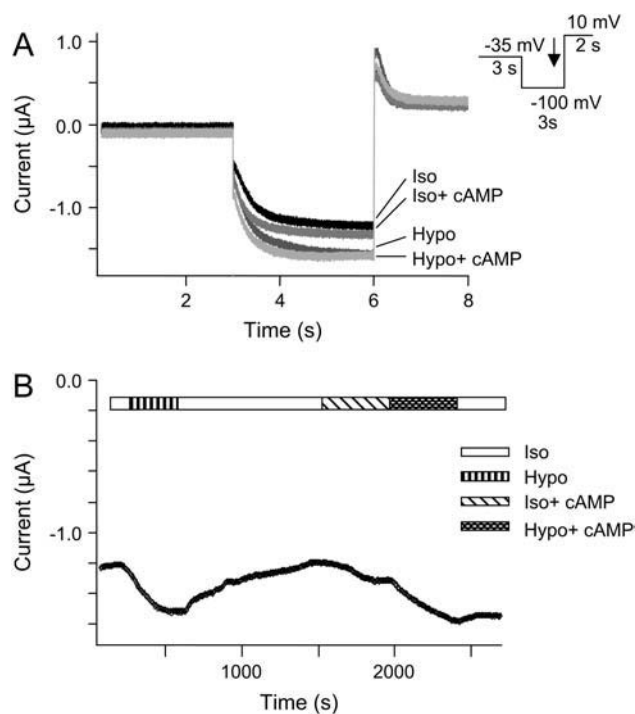 A
Current (µA)
1.0
0.0
-1.0
2
4
6
8
Time (s)
Iso
Iso+ cAMP
Hypo
Hypo+ cAMP
-35 mV
3 s
10 mV
2 s
-100 mV
3s
B
Current (µA)
0.0
-1.0
1000
2000
Time (s)
Iso
Hypo
Iso+ cAMP
Hypo+ cAMP